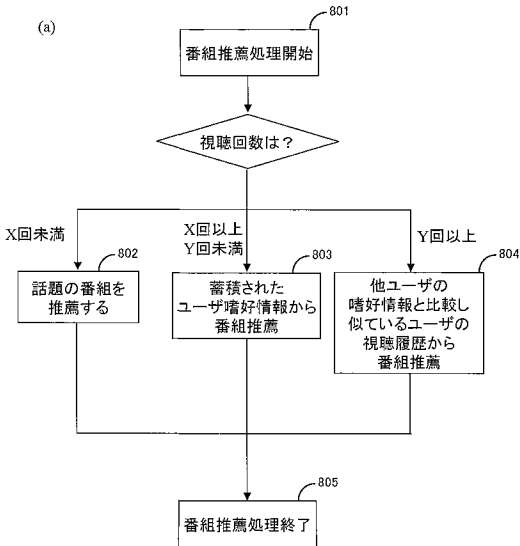 (a)
801
番組推薦処理開始
視聴回数は?
X回未満
X回以上
Y回未満
Y回以上
802
話題の番組を
推薦する
803
蓄積された
ユーザ嗜好情報から
番組推薦
804
他ユーザの
嗜好情報と比較し
似ているユーザの
視聴履歴から
番組推薦
805
番組推薦処理終了